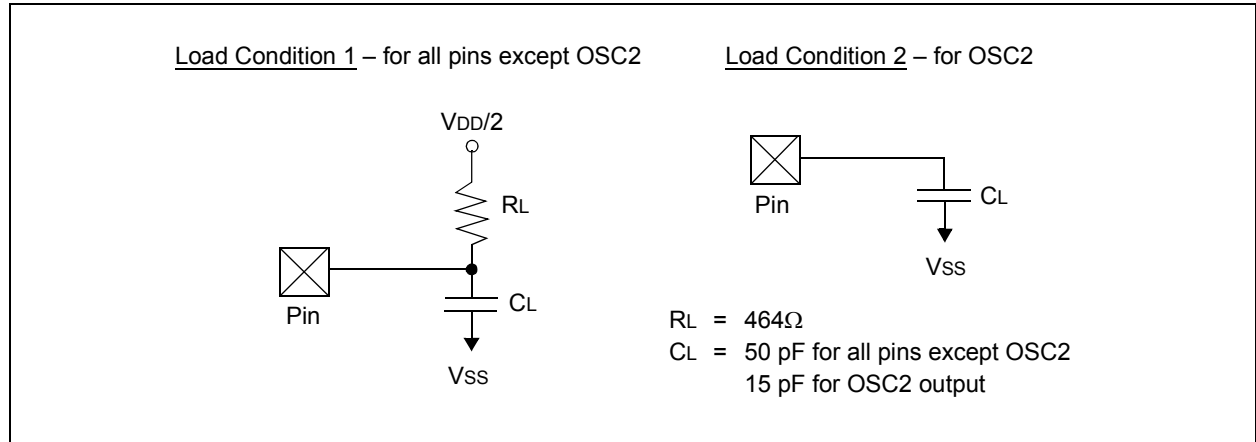 Load Condition 1 – for all pins except OSC2
Load Condition 2 – for OSC2
VDD/2
RL
Pin
CL
VSS
Pin
CL
VSS
RL = 464Ω
CL = 50 pF for all pins except OSC2
15 pF for OSC2 output